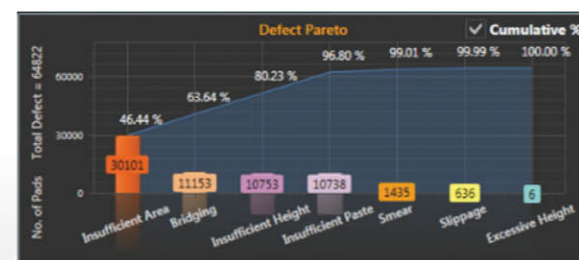 Defect Pareto
Cumulative %
Total Defect = 64822
No. of Pads
60000
30000
0
46.44 %
63.64 %
80.23 %
96.80 %
99.01 %
99.99 %
100.00 %
30101
11153
10753
10738
1435
636
6
Insufficient Area
Bridging
Insufficient Height
Insufficient Paste
Smear
Slippage
Excessive Height